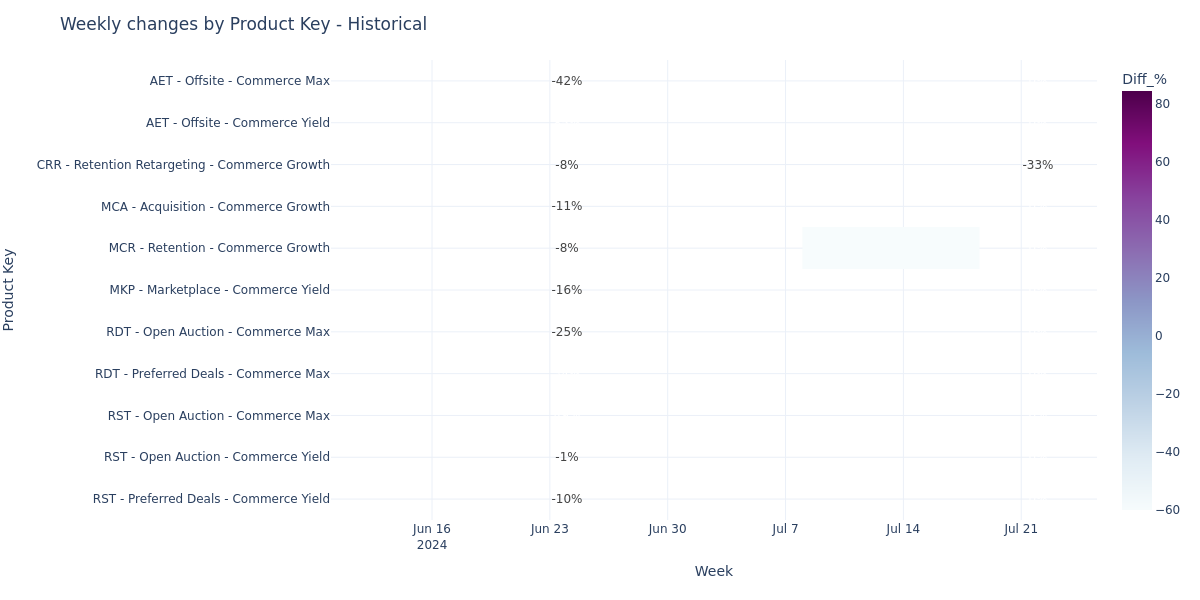 Weekly changes by Product Key - Historical
Diff_%
AET - Offsite - Commerce Max
-42%
AET - Offsite - Commerce Yield
CRR - Retention Retargeting - Commerce Growth
-8%
-33%
MCA - Acquisition - Commerce Growth
-11%
MCR - Retention - Commerce Growth
-8%
MKP - Marketplace - Commerce Yield
-16%
RDT - Open Auction - Commerce Max
-25%
RDT - Preferred Deals - Commerce Max
RST - Open Auction - Commerce Max
RST - Open Auction - Commerce Yield
-1%
RST - Preferred Deals - Commerce Yield
-10%
Product Key
Jun 16
2024
Jun 23
Jun 30
Jul 7
Jul 14
Jul 21
Week
80
60
40
20
0
−20
−40
−60